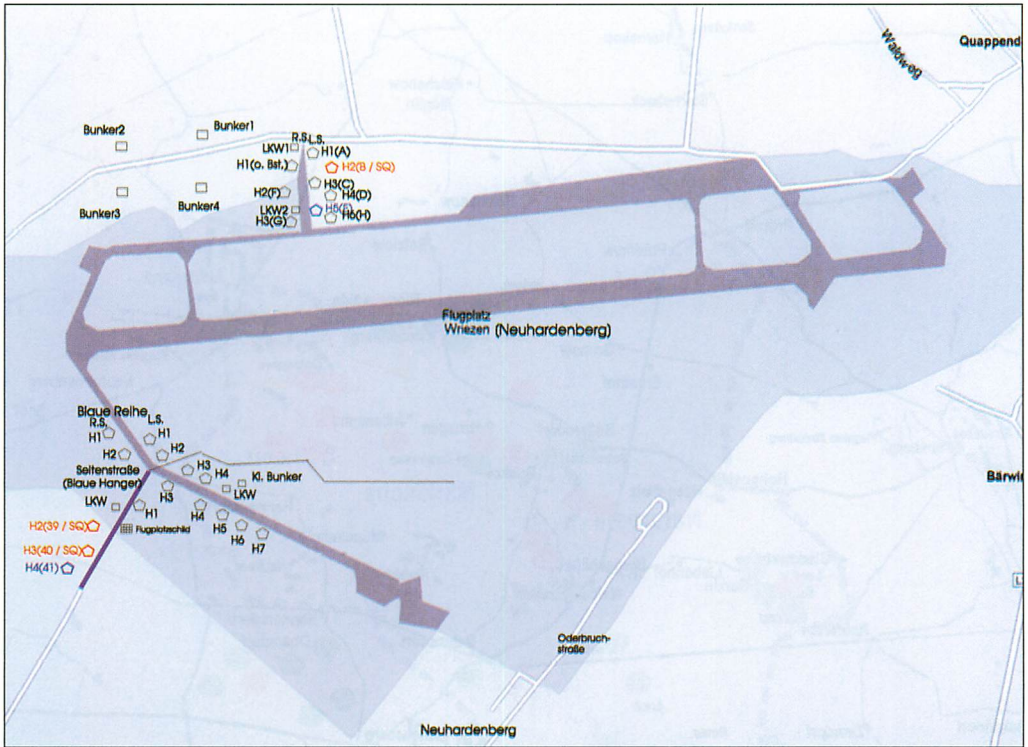 Waldweg
Quappend
Bunker2
Bunker1
R.S.
L.S.
LKW1
H1(A)
H1(o. Bst.)
H2(B / SQ)
H3(C)
H2(F)
H4(D)
Bunker3
Bunker4
LKW2
H5(E)
H3(G)
H6(H)
Flugplatz
Wriezen (Neuhardenberg)
Blaue Reihe
R.S.
L.S.
H1
H1
H2
H2
Seitenstraße
(Blaue Hanger)
H3
H4
Kl. Bunker
LKW
H3
LKW
H1
H4
H5
H2(39 / SQ)
Flugplatzschild
H6
H7
H3(40 / SQ)
H4(41)
Bärwi
L
Oderbruch-
straße
Neuhardenberg